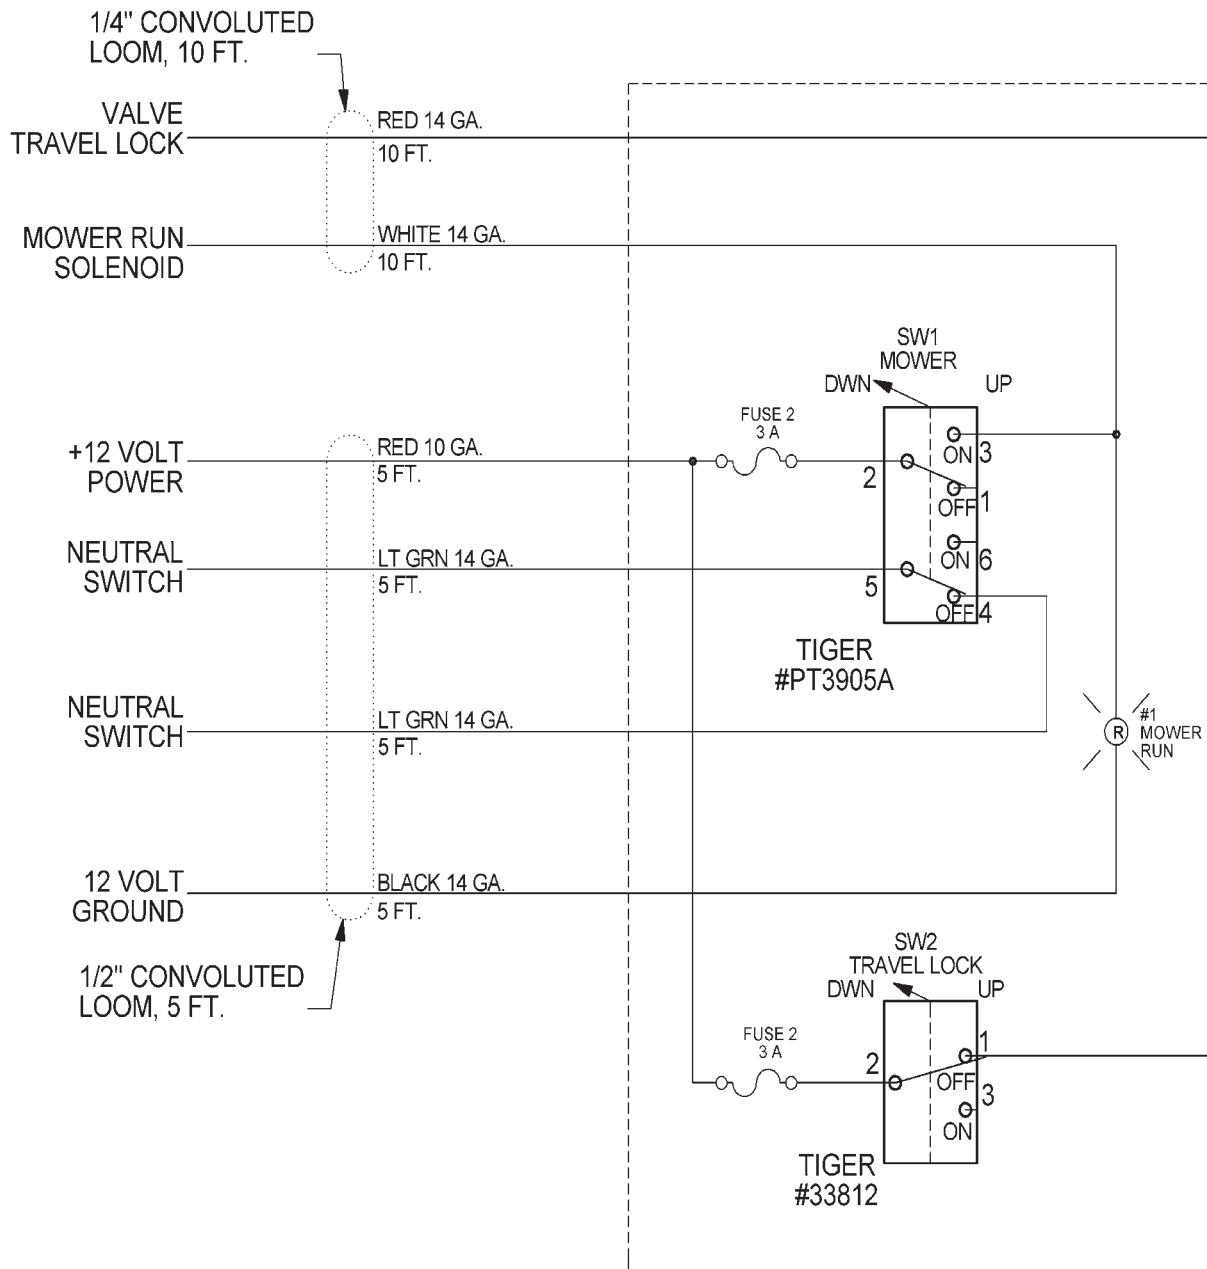 1/4" CONVOLUTED
LOOM, 10 FT.
VALVE
TRAVEL LOCK
RED 14 GA.
10 FT.
MOWER RUN
SOLENOID
WHITE 14 GA.
10 FT.
SW1
MOWER
DWN
UP
FUSE 2
3 A
+12 VOLT
POWER
RED 10 GA.
5 FT.
2
ON 3
OFF 1
NEUTRAL
SWITCH
LT GRN 14 GA.
5 FT.
5
ON 6
OFF 4
TIGER
#PT3905A
NEUTRAL
SWITCH
LT GRN 14 GA.
5 FT.
R
#1
MOWER
RUN
12 VOLT
GROUND
BLACK 14 GA.
5 FT.
1/2" CONVOLUTED
LOOM, 5 FT.
SW2
TRAVEL LOCK
DWN
UP
FUSE 2
3 A
2
1
OFF
3
ON
TIGER
#33812